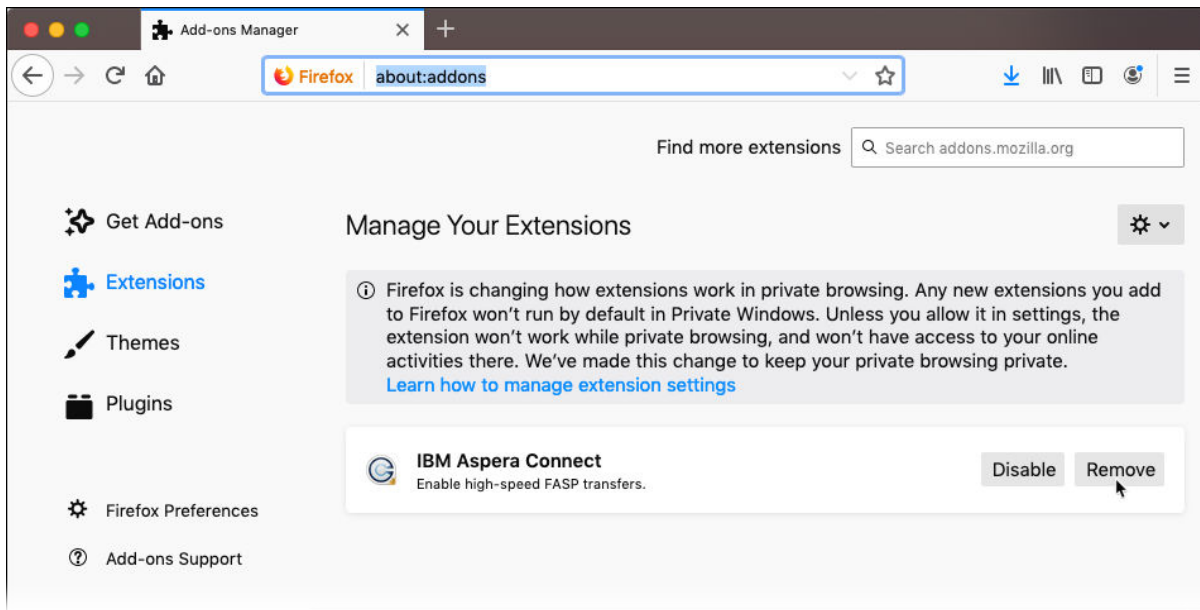 Add-ons Manager
Firefox about:addons
Find more extensions Search addons.mozilla.org
Get Add-ons
Extensions
Themes
Plugins
Firefox Preferences
Add-ons Support
Manage Your Extensions
Firefox is changing how extensions work in private browsing. Any new extensions you add
to Firefox won't run by default in Private Windows. Unless you allow it in settings, the
extension won't work while private browsing, and won't have access to your online
activities there. We've made this change to keep your private browsing private.
Learn how to manage extension settings
IBM Aspera Connect
Enable high-speed FASP transfers.
Disable Remove